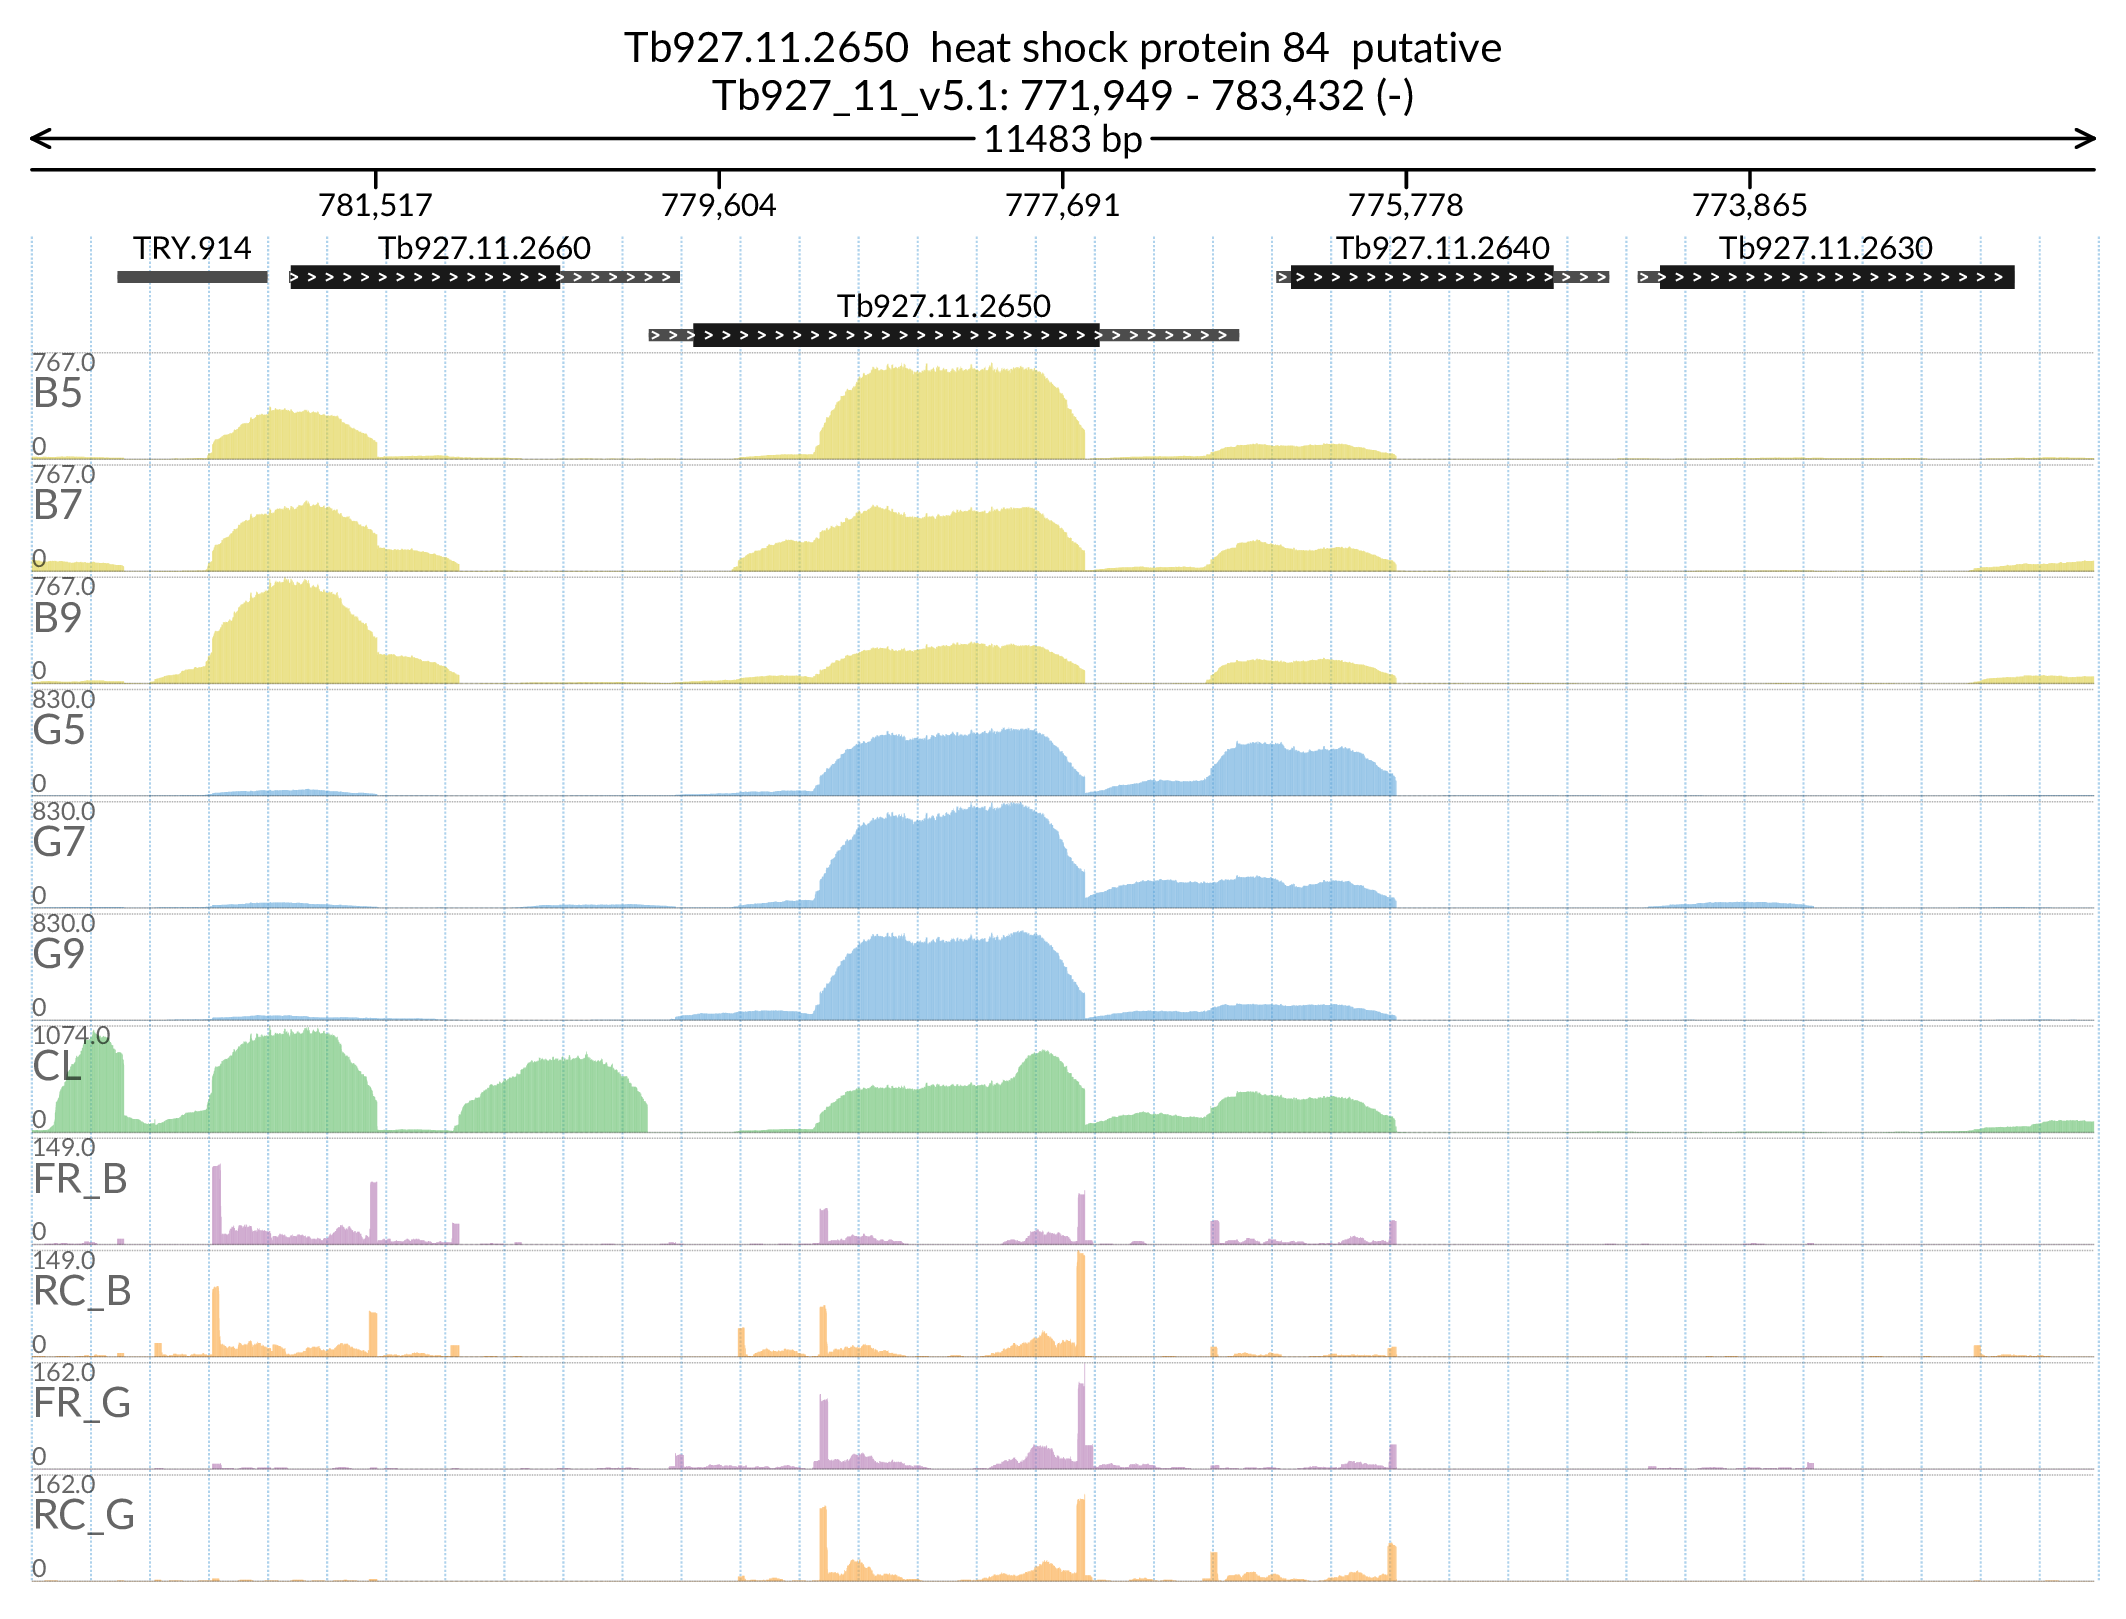 Tb927.11.2650  heat shock protein 84  putative
Tb927_11_v5.1: 771,949 - 783,432 (-)
11483 bp
781,517 779,604 777,691 775,778 773,865
TRY.914 Tb927.11.2660 Tb927.11.2640 Tb927.11.2630
Tb927.11.2650
767.0
B5
0
767.0
B7
0
767.0
B9
0
830.0
G5
0
830.0
G7
0
830.0
G9
0
1074.0
CL
0
149.0
FR_B
0
149.0
RC_B
0
162.0
FR_G
0
162.0
RC_G
0